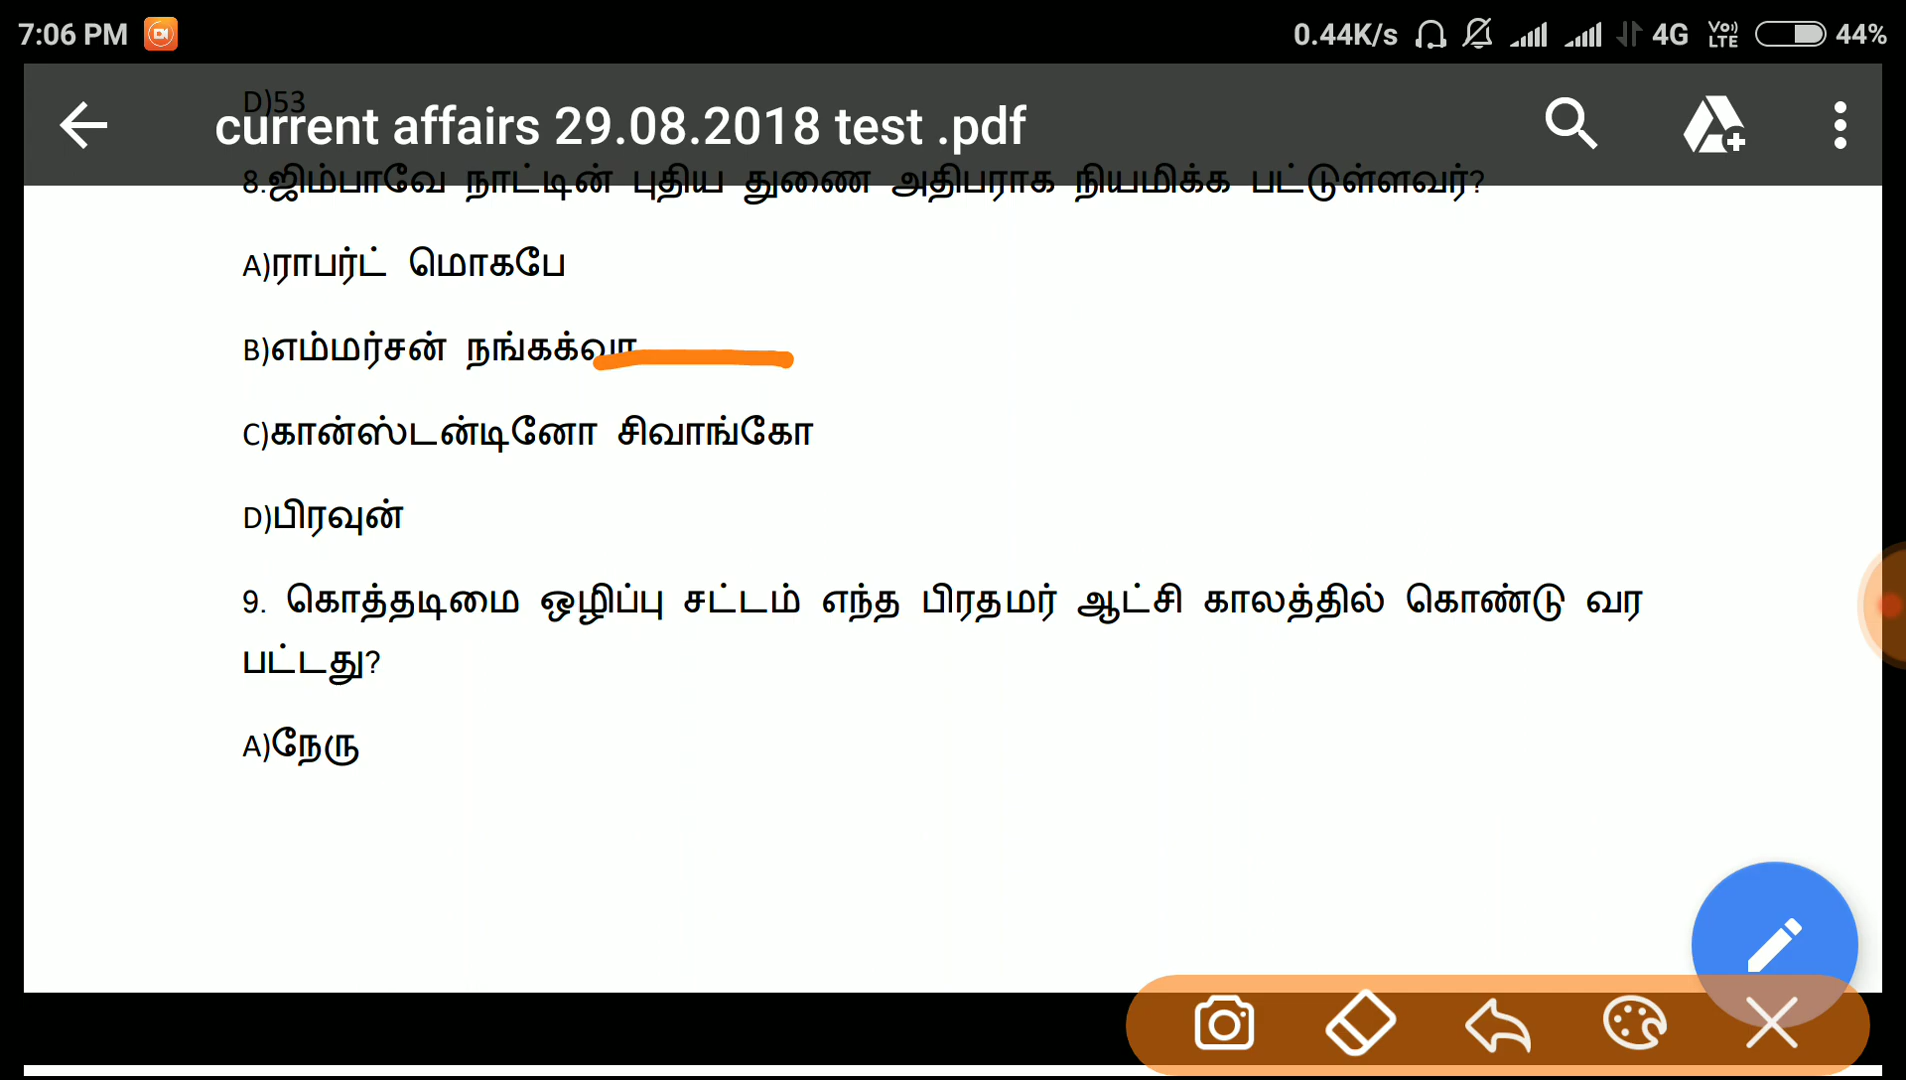 7:06 PM 0.44K/s 4G VoLTE 44%
D)53
current affairs 29.08.2018 test .pdf
8.ஜிம்பாவே நாட்டின் புதிய துணை அதிபராக நியமிக்க பட்டுள்ளவர்?
A)ராபர்ட் மொகபே
B)எம்மர்சன் நங்கக்வா
C)கான்ஸ்டன்டினோ சிவாங்கோ
D)பிரவுன்
9. கொத்தடிமை ஒழிப்பு சட்டம் எந்த பிரதமர் ஆட்சி காலத்தில் கொண்டு வர
பட்டது?
A)நேரு